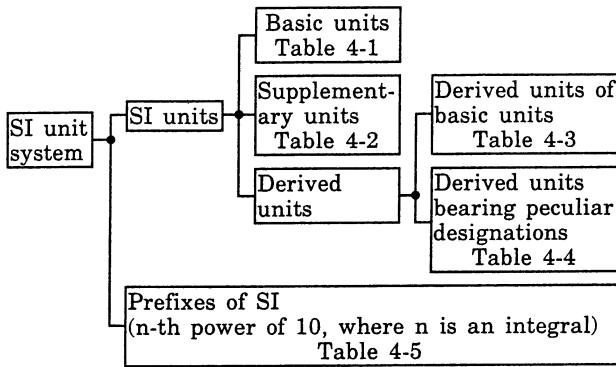 Basic units
Table 4-1
SI unit
system
SI units
Supplement-
ary units
Table 4-2
Derived units of
basic units
Table 4-3
Derived
units
Derived units
bearing peculiar
designations
Table 4-4
Prefixes of SI
(n-th power of 10, where n is an integral)
Table 4-5